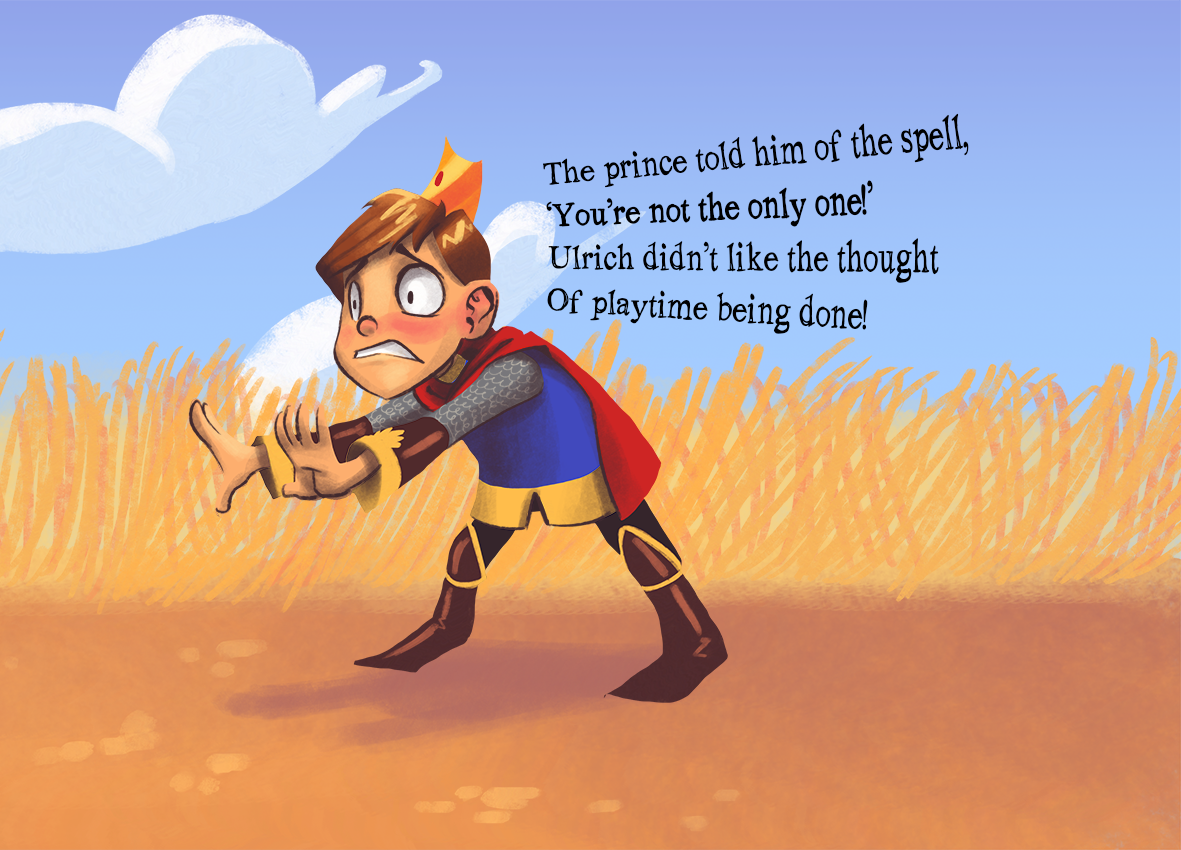 The prince told him of the spell,
‘You’re not the only one!’
Ulrich didn’t like the thought
Of playtime being done!